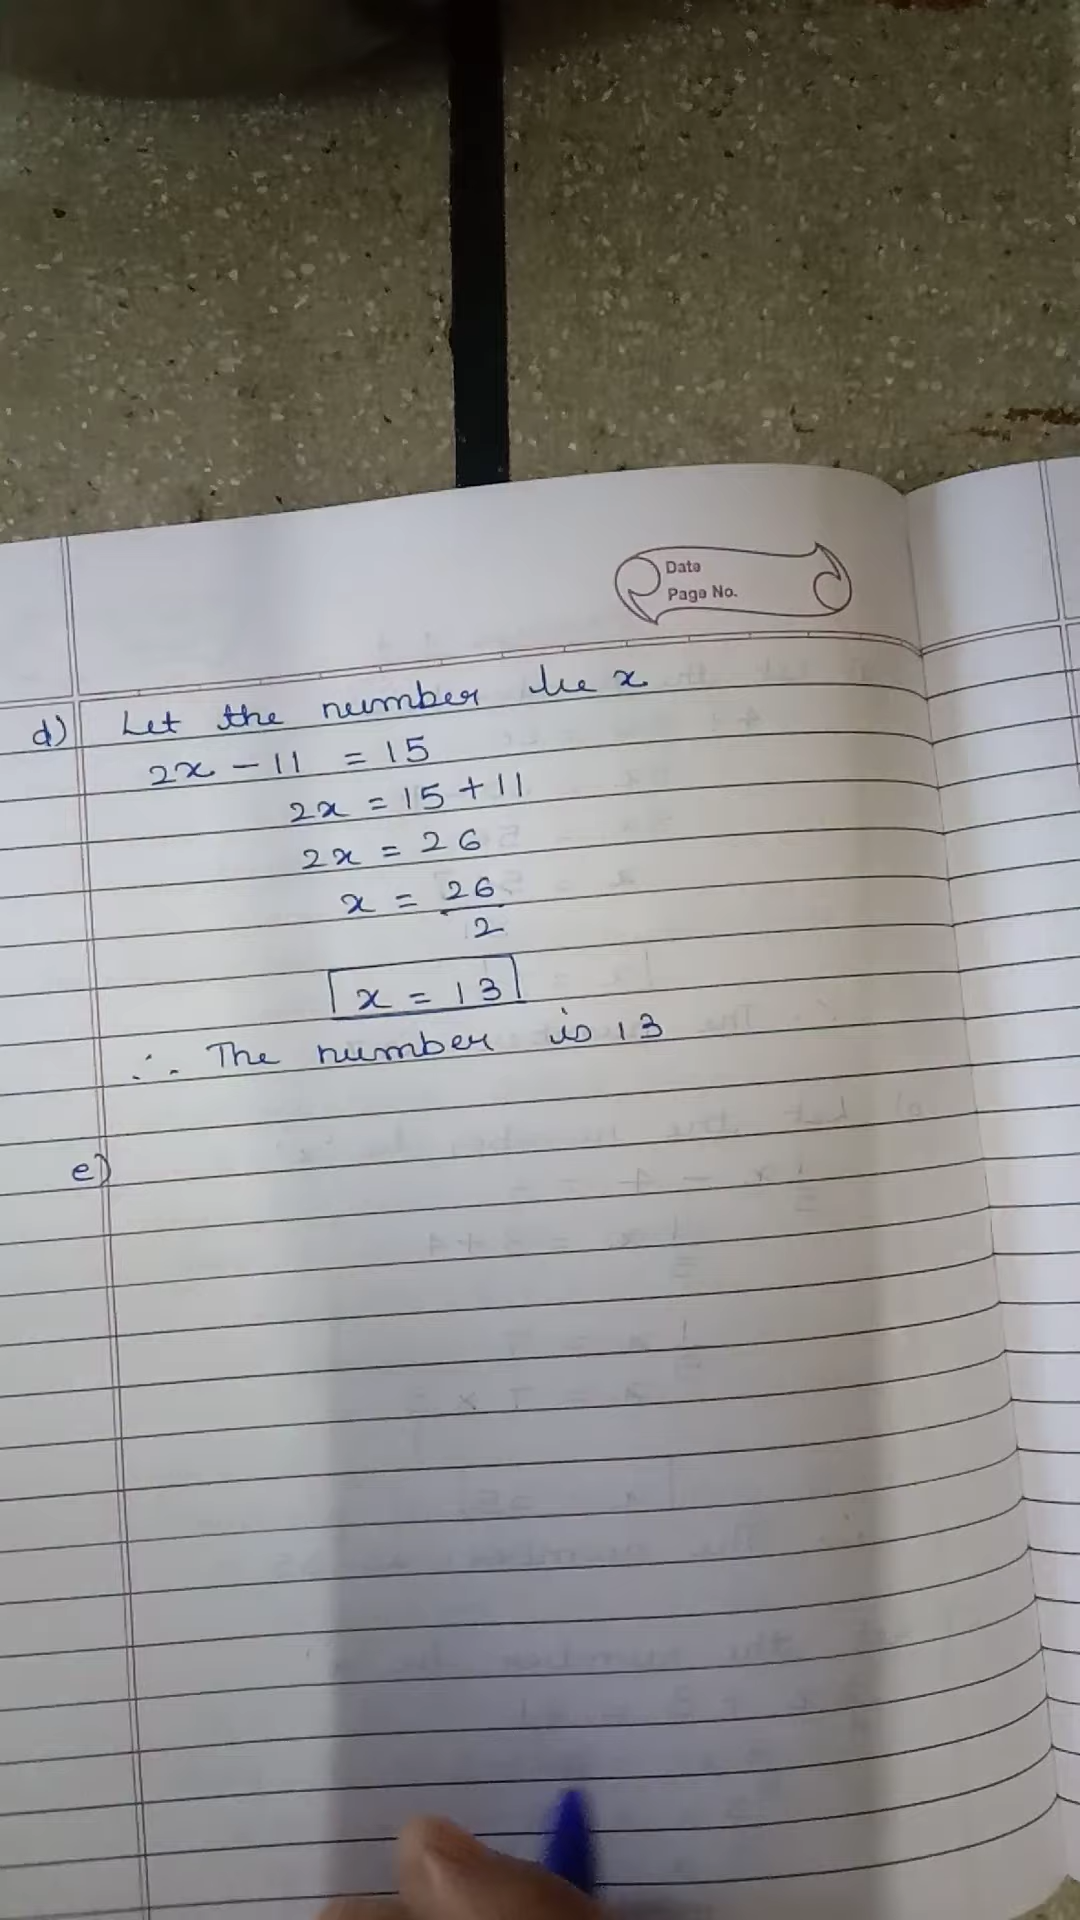 Date
Page No.
d) Let the number be x
2x - 11 = 15
2x = 15 + 11
2x = 26
x = 26/2
x = 13
∴ The number is 13
e)